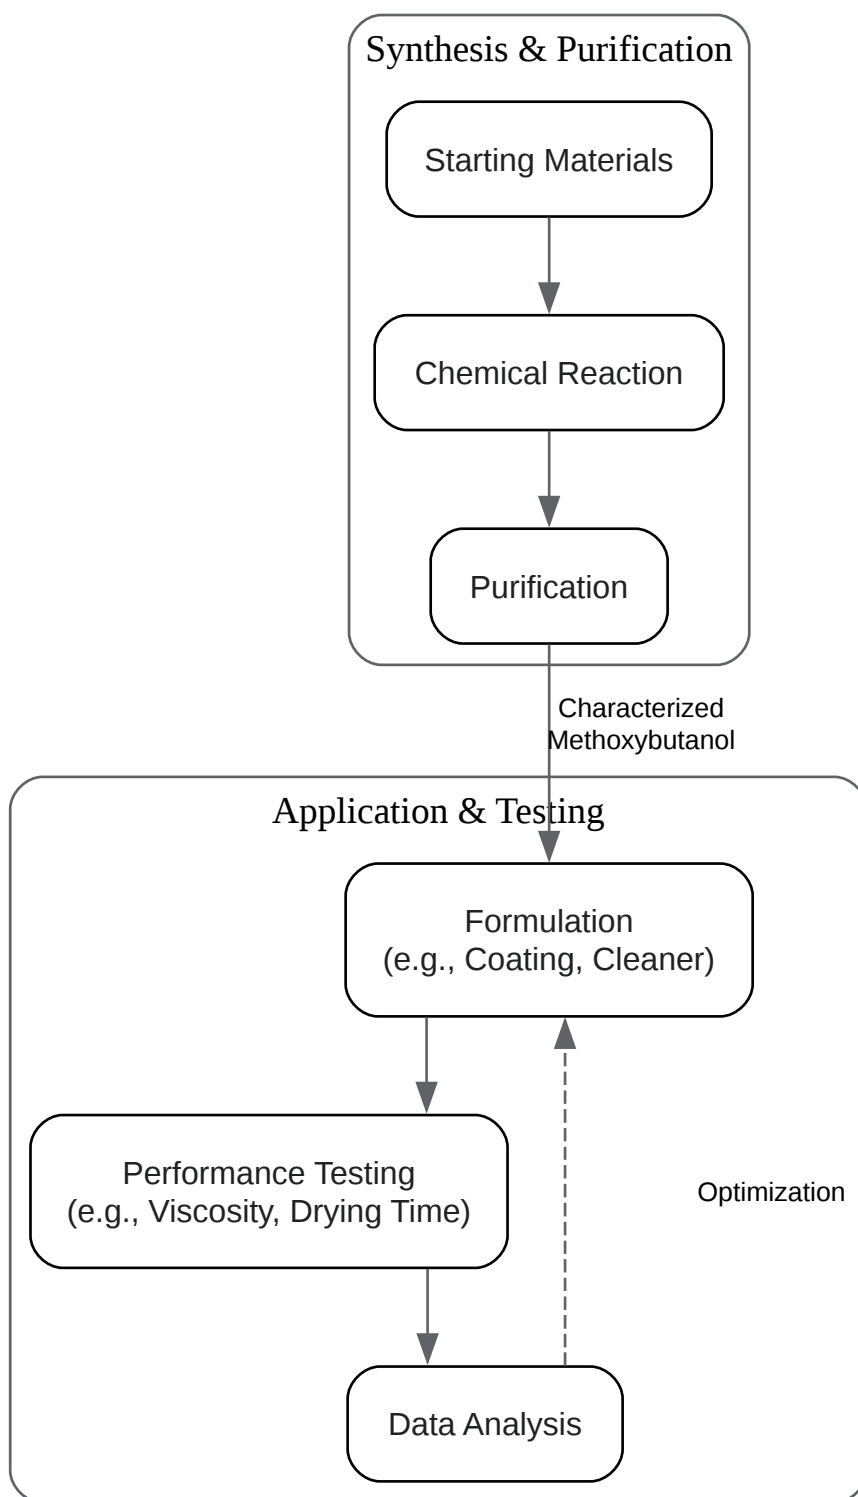 Synthesis & Purification
Starting Materials
Chemical Reaction
Purification
Characterized
Methoxybutanol
Application & Testing
Formulation
(e.g., Coating, Cleaner)
Performance Testing
(e.g., Viscosity, Drying Time)
Optimization
Data Analysis